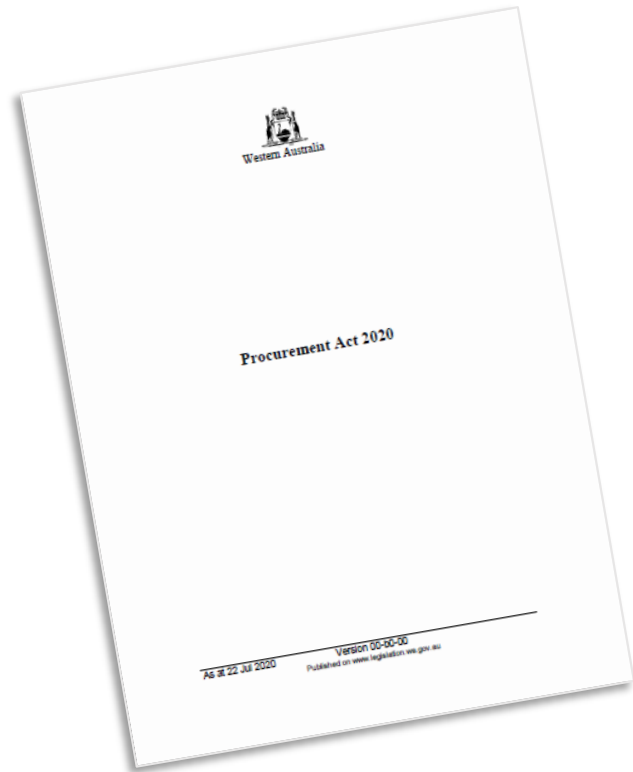 Western Australia
Procurement Act 2020
As at 22 Jul 2020 Version 00-b0-00
Published on www.legislation.wa.gov.au